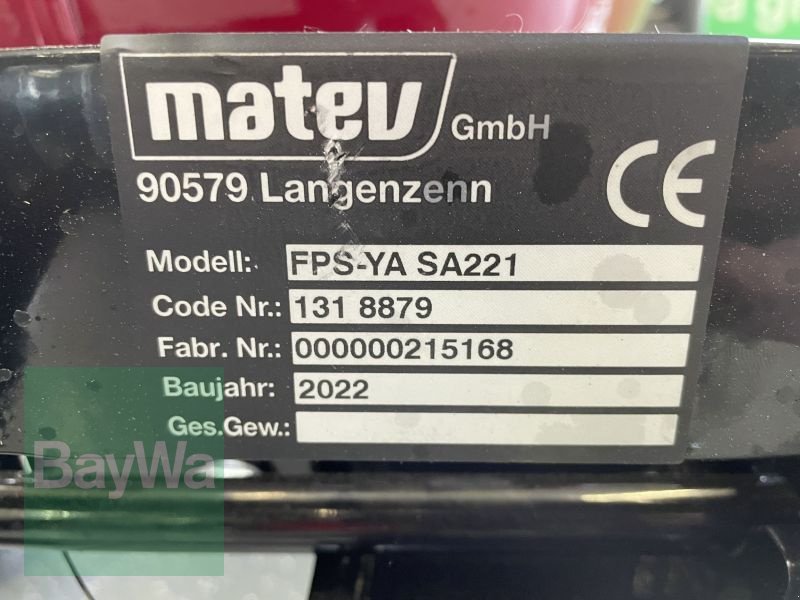 matev GmbH
90579 Langenzenn
CE
Modell: FPS-YA SA221
Code Nr.: 131 8879
Fabr. Nr.: 000000215168
Baujahr: 2022
Ges.Gew.:
BayWa